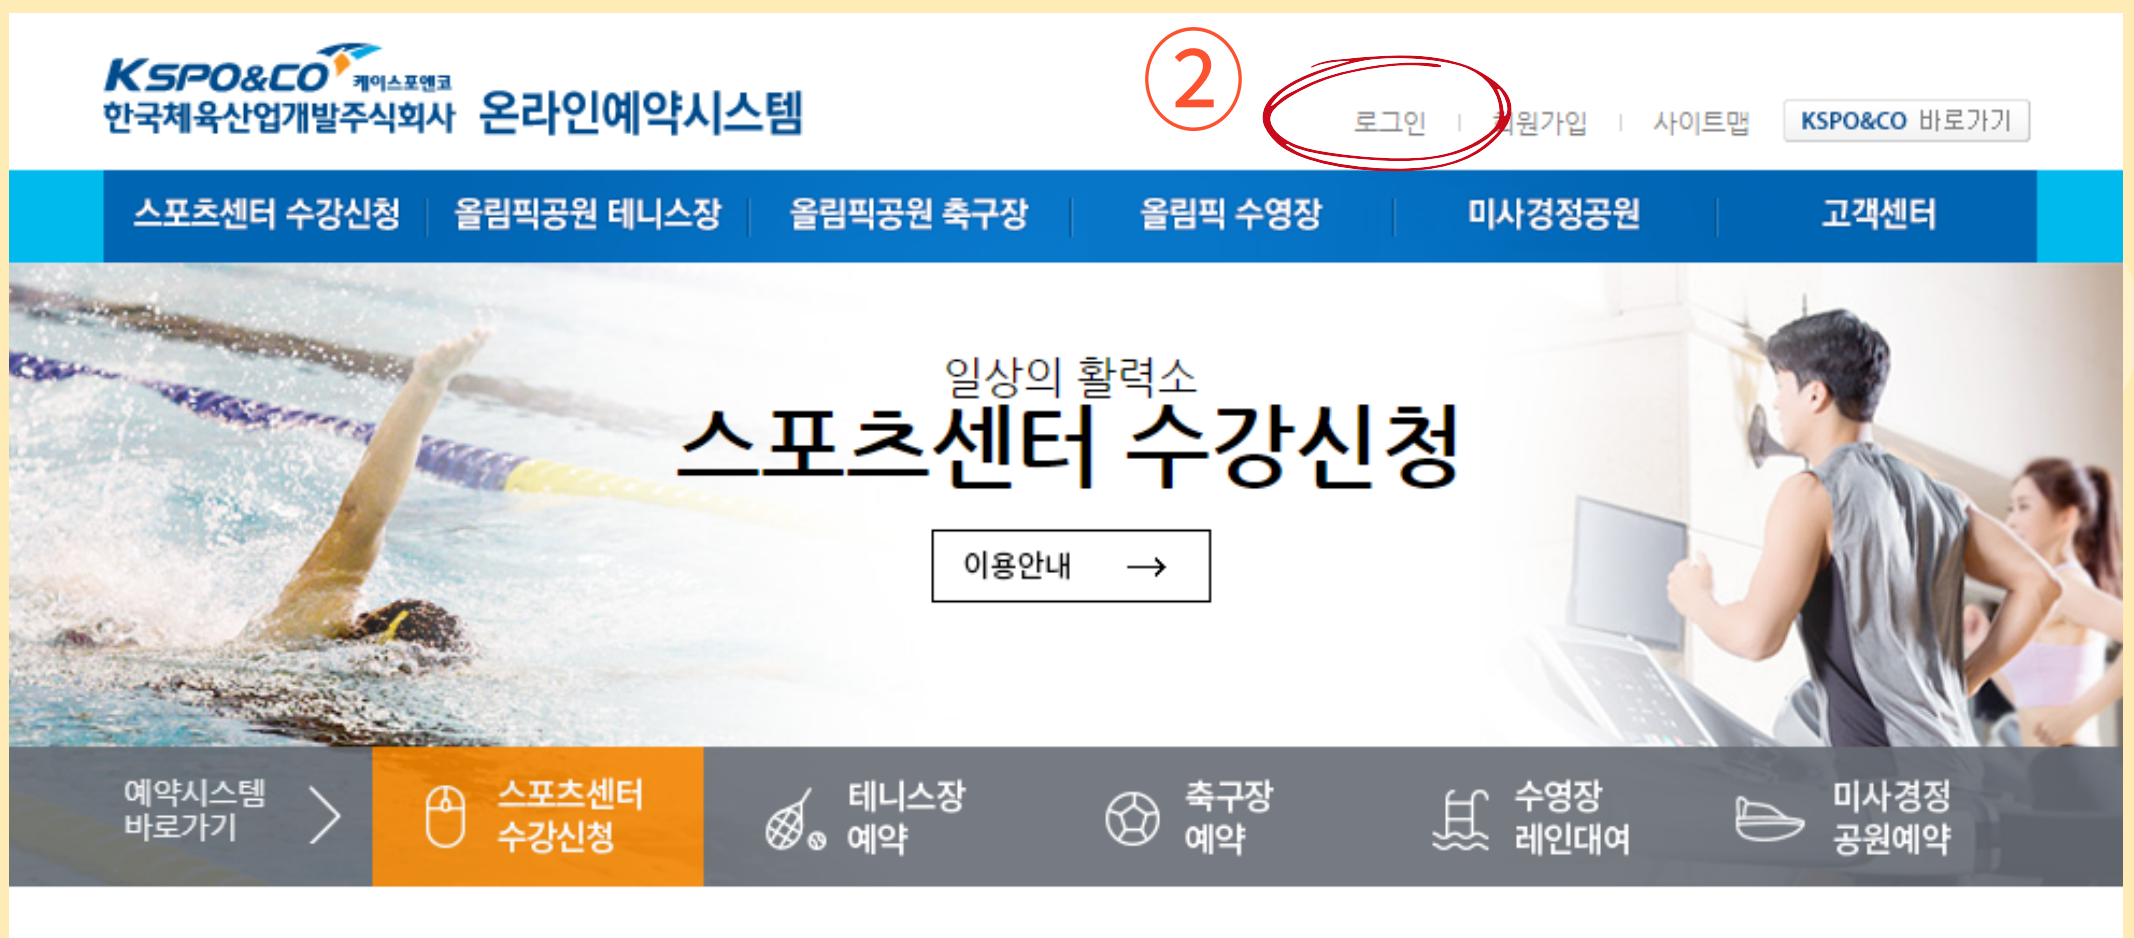 KSPO&CO 케이스포앤코
한국체육산업개발주식회사 온라인예약시스템
②
로그인 회원가입 사이트맵 KSPO&CO 바로가기
스포츠센터 수강신청 올림픽공원 테니스장 올림픽공원 축구장 올림픽 수영장 미사경정공원 고객센터
일상의 활력소
스포츠센터 수강신청
이용안내 →
예약시스템
바로가기
스포츠센터
수강신청
테니스장
예약
축구장
예약
수영장
레인대여
미사경정
공원예약